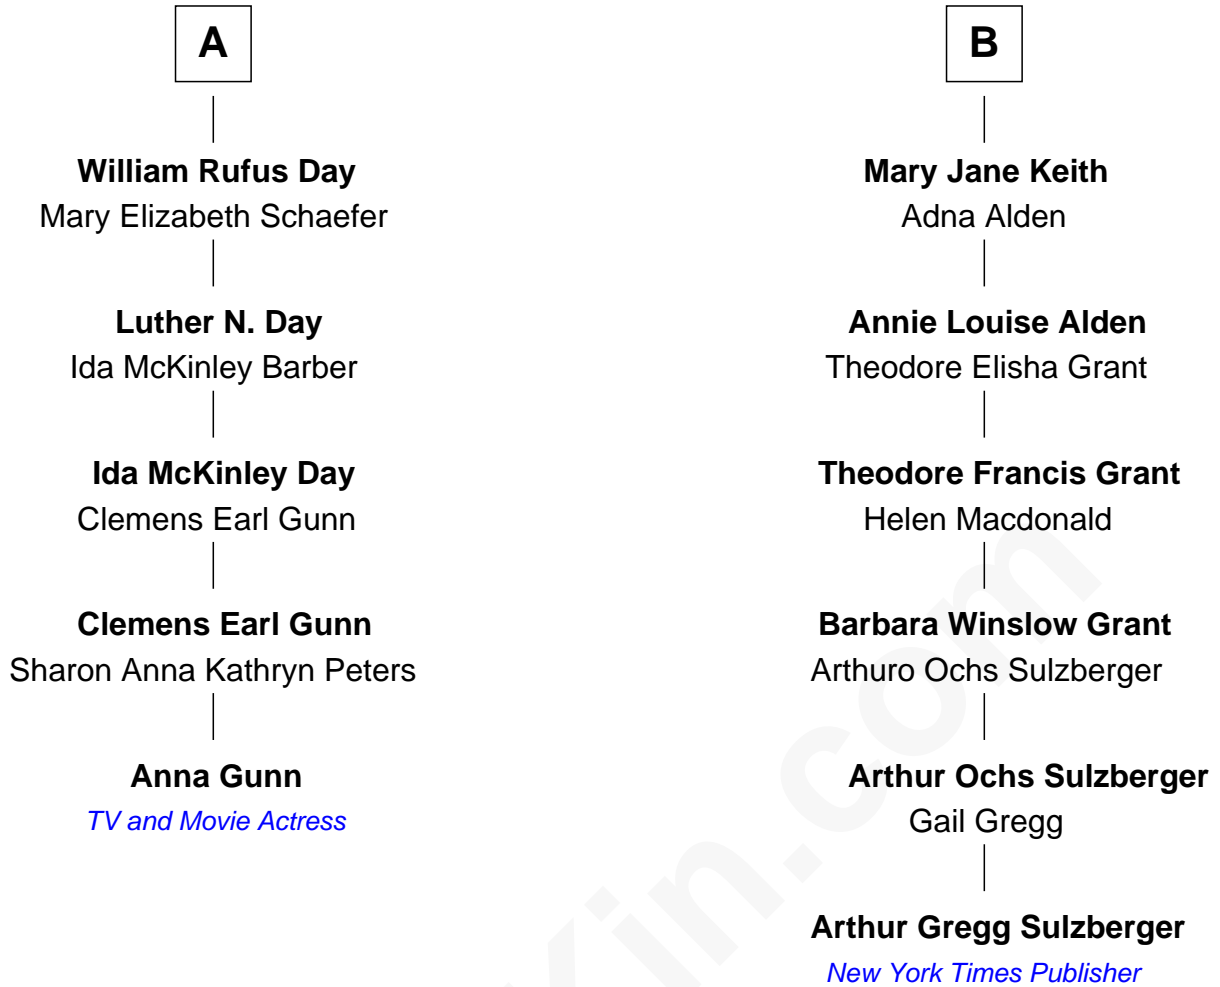 A
William Rufus Day
Mary Elizabeth Schaefer
Luther N. Day
Ida McKinley Barber
Ida McKinley Day
Clemens Earl Gunn
Clemens Earl Gunn
Sharon Anna Kathryn Peters
Anna Gunn
TV and Movie Actress
B
Mary Jane Keith
Adna Alden
Annie Louise Alden
Theodore Elisha Grant
Theodore Francis Grant
Helen Macdonald
Barbara Winslow Grant
Arthuro Ochs Sulzberger
Arthur Ochs Sulzberger
Gail Gregg
Arthur Gregg Sulzberger
New York Times Publisher
Kin.com